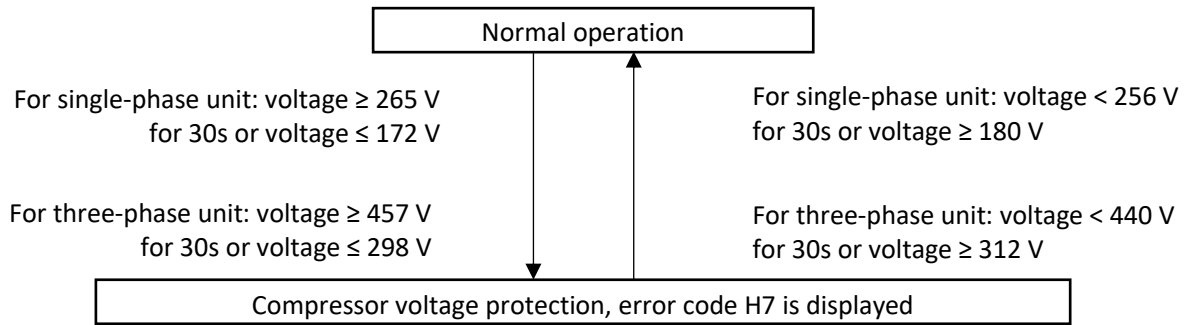 Normal operation
For single-phase unit: voltage ≥ 265 V
for 30s or voltage ≤ 172 V
For single-phase unit: voltage < 256 V
for 30s or voltage ≥ 180 V
For three-phase unit: voltage ≥ 457 V
for 30s or voltage ≤ 298 V
For three-phase unit: voltage < 440 V
for 30s or voltage ≥ 312 V
Compressor voltage protection, error code H7 is displayed